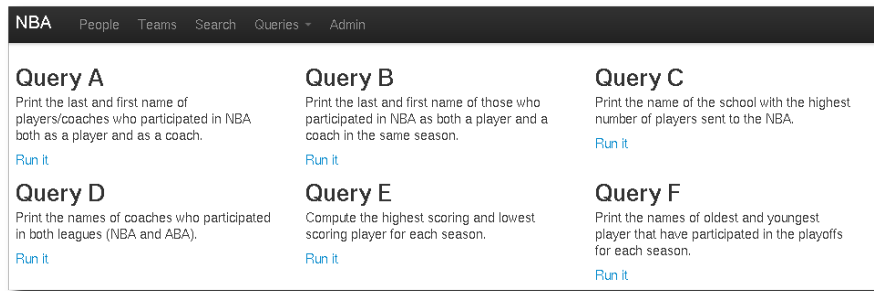 NBA People Teams Search Queries Admin
Query A
Print the last and first name of
players/coaches who participated in NBA
both as a player and as a coach.
Run it
Query B
Print the last and first name of those who
participated in NBA as both a player and a
coach in the same season.
Run it
Query C
Print the name of the school with the highest
number of players sent to the NBA.
Run it
Query D
Print the names of coaches who participated
in both leagues (NBA and ABA).
Run it
Query E
Compute the highest scoring and lowest
scoring player for each season.
Run it
Query F
Print the names of oldest and youngest
player that have participated in the playoffs
for each season.
Run it